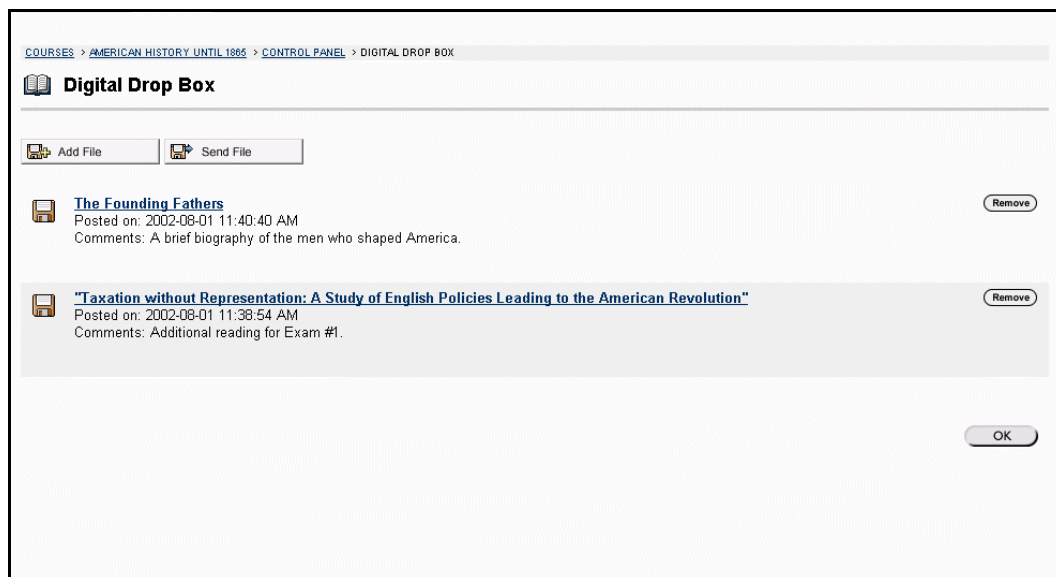 COURSES > AMERICAN HISTORY UNTIL 1865 > CONTROL PANEL > DIGITAL DROP BOX
Digital Drop Box
Add File Send File
The Founding Fathers Remove
Posted on: 2002-08-01 11:40:40 AM
Comments: A brief biography of the men who shaped America.
"Taxation without Representation: A Study of English Policies Leading to the American Revolution" Remove
Posted on: 2002-08-01 11:38:54 AM
Comments: Additional reading for Exam #1.
OK